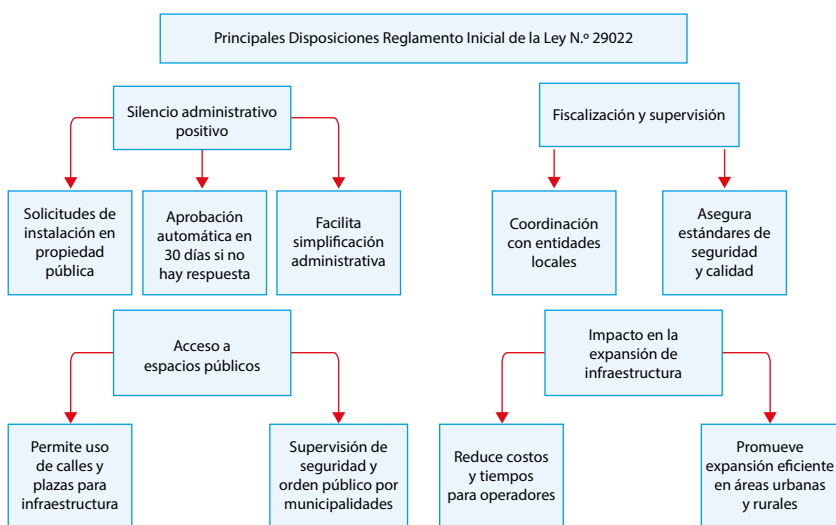 Principales Disposiciones Reglamento Inicial de la Ley N.º 29022
Silencio administrativo
positivo
Solicitudes de
instalación en
propiedad
pública
Aprobación
automática en
30 días si no
hay respuesta
Facilita
simplificación
administrativa
Fiscalización y supervisión
Coordinación
con entidades
locales
Asegura
estándares de
seguridad
y calidad
Acceso a
espacios públicos
Permite uso
de calles y
plazas para
infraestructura
Supervisión de
seguridad y
orden público por
municipalidades
Impacto en la
expansión de
infraestructura
Reduce costos
y tiempos
para operadores
Promueve
expansión eficiente
en áreas urbanas
y rurales